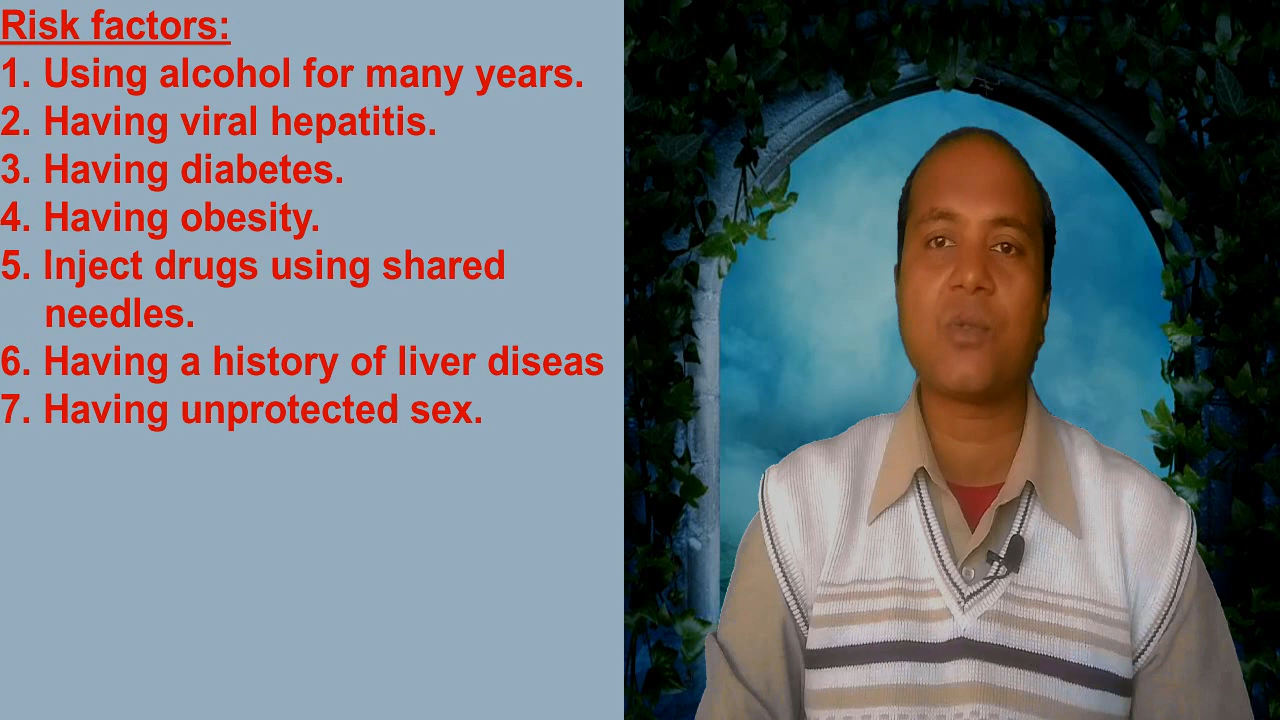 Risk factors:
1. Using alcohol for many years.
2. Having viral hepatitis.
3. Having diabetes.
4. Having obesity.
5. Inject drugs using shared
needles.
6. Having a history of liver diseas
7. Having unprotected sex.